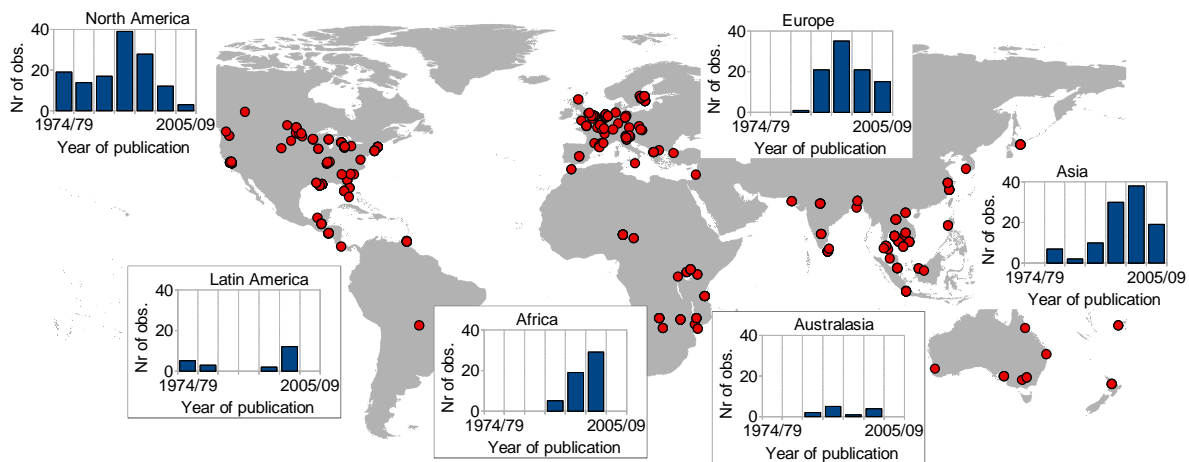 North America
40
20
0
Nr of obs.
1974/79 2005/09
Year of publication
Europe
40
20
0
Nr of obs.
1974/79 2005/09
Year of publication
Asia
40
20
0
Nr of obs.
1974/79 2005/09
Year of publication
Latin America
40
20
0
Nr of obs.
1974/79 2005/09
Year of publication
Africa
40
20
0
Nr of obs.
1974/79 2005/09
Year of publication
Australasia
40
20
0
Nr of obs.
1974/79 2005/09
Year of publication